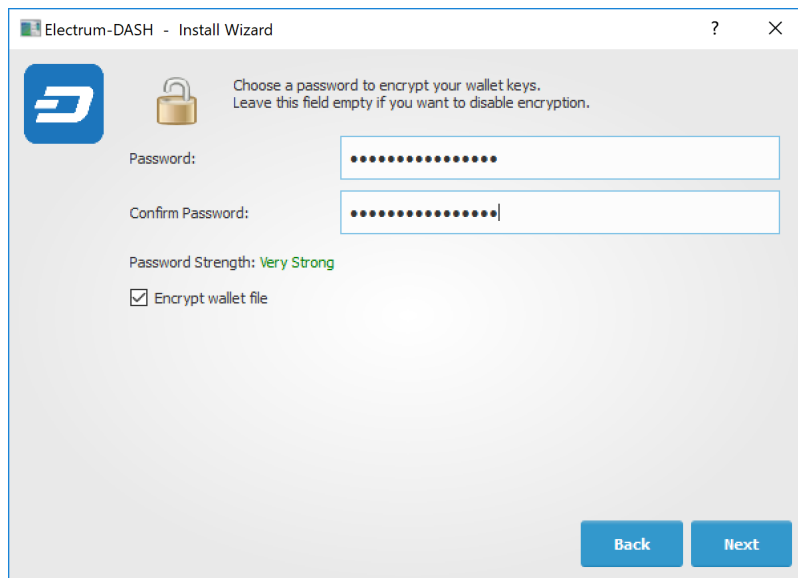 Electrum-DASH - Install Wizard
?
Choose a password to encrypt your wallet keys.
Leave this field empty if you want to disable encryption.
Password: ••••••••••••••••
Confirm Password: ••••••••••••••••
Password Strength: Very Strong
Encrypt wallet file
Back Next